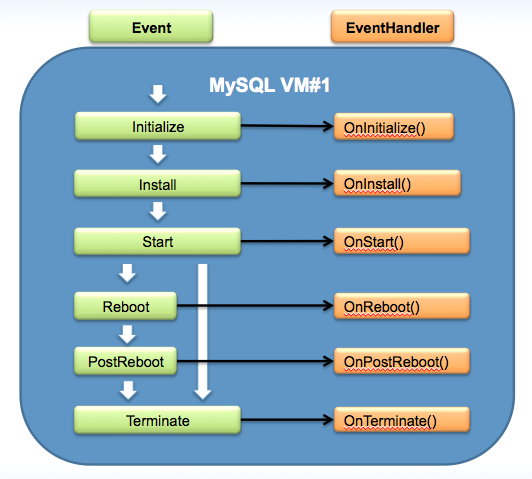 Event EventHandler
MySQL VM#1
Initialize OnInitialize()
Install OnInstall()
Start OnStart()
Reboot OnReboot()
PostReboot OnPostReboot()
Terminate OnTerminate()